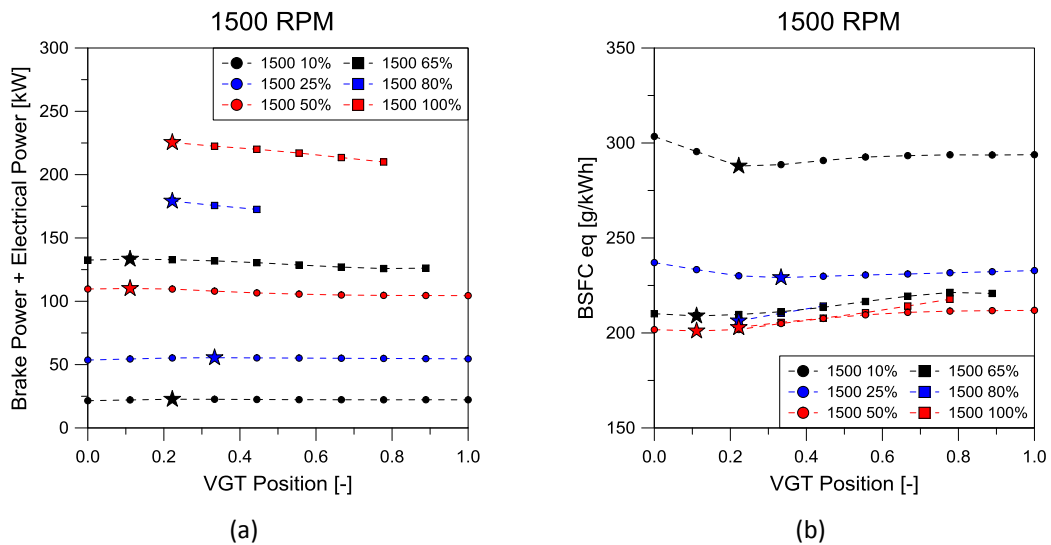 1500 RPM
1500 10%
1500 65%
1500 25%
1500 80%
1500 50%
1500 100%
Brake Power + Electrical Power [kW]
300
250
200
150
100
50
0
0.0 0.2 0.4 0.6 0.8 1.0
VGT Position [-]
(a)
1500 RPM
BSFC eq [g/kWh]
350
300
250
200
150
1500 10%
1500 65%
1500 25%
1500 80%
1500 50%
1500 100%
0.0 0.2 0.4 0.6 0.8 1.0
VGT Position [-]
(b)